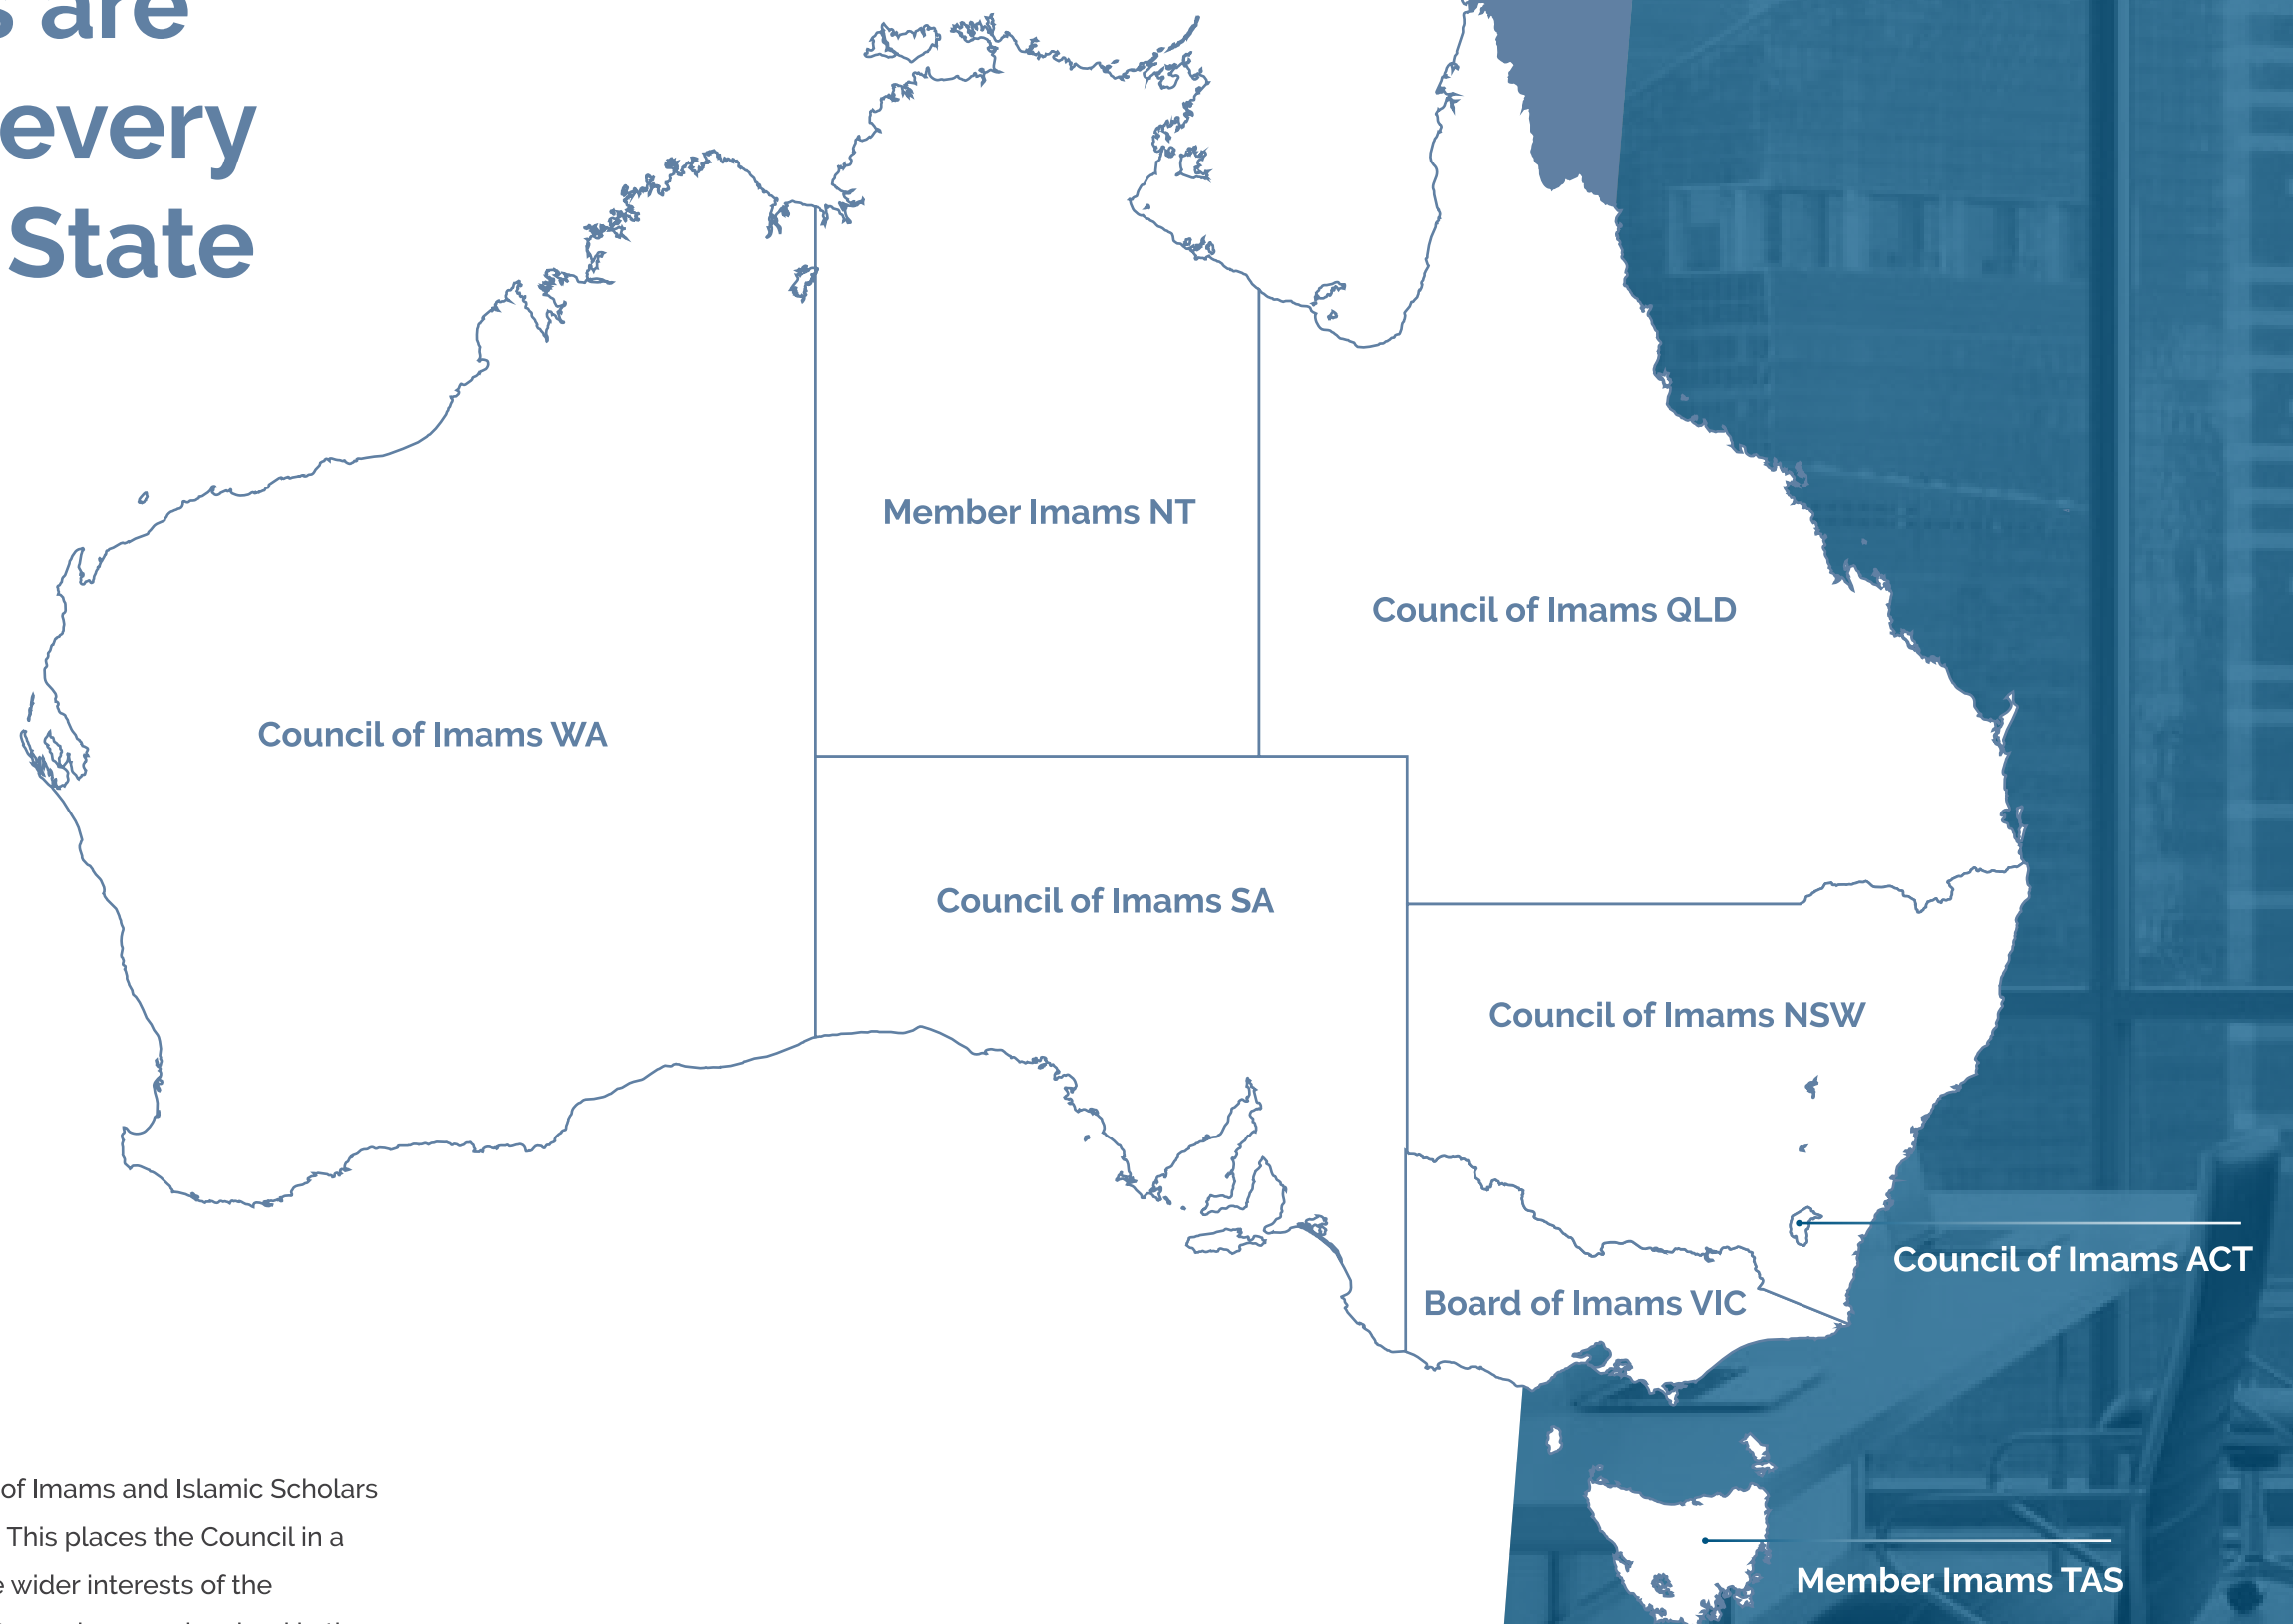 s are
every
State
Member Imams NT
Council of Imams QLD
Council of Imams WA
Council of Imams SA
Council of Imams NSW
Council of Imams ACT
Board of Imams VIC
of Imams and Islamic Scholars
This places the Council in a
wider interests of the
Member Imams TAS